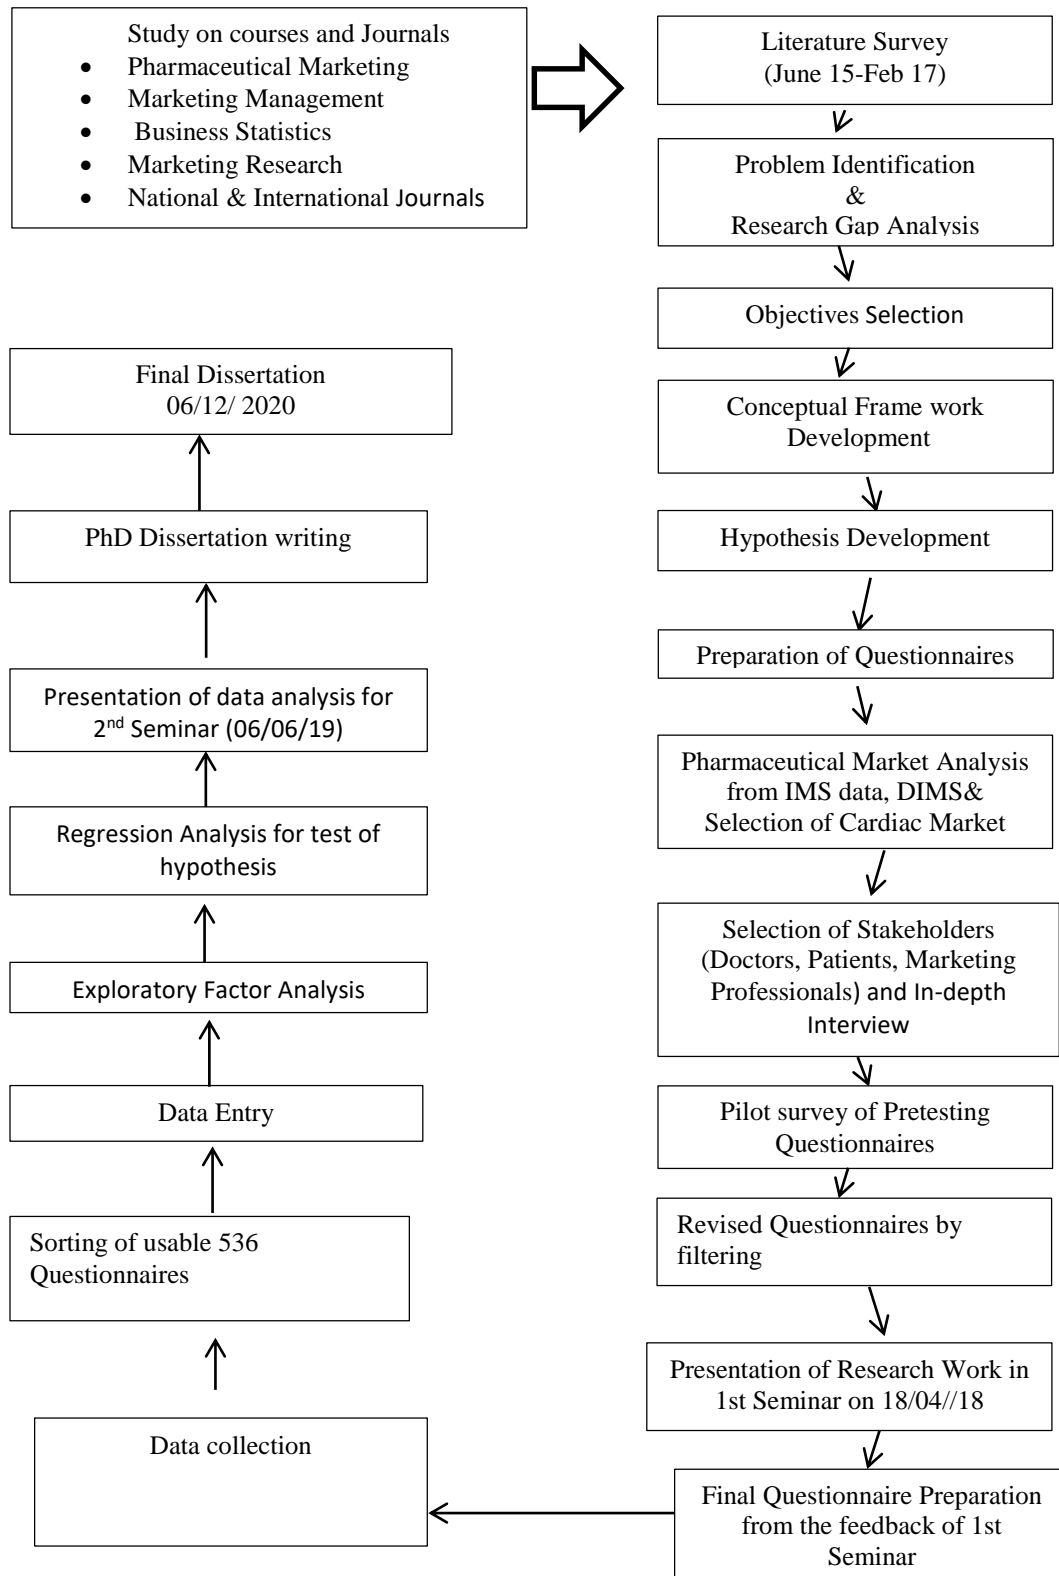 Study on courses and Journals
• Pharmaceutical Marketing
• Marketing Management
• Business Statistics
• Marketing Research
• National & International Journals
Literature Survey
(June 15-Feb 17)
Problem Identification
&
Research Gap Analysis
Objectives Selection
Conceptual Frame work
Development
Hypothesis Development
Preparation of Questionnaires
Pharmaceutical Market Analysis
from IMS data, DIMS&
Selection of Cardiac Market
Selection of Stakeholders
(Doctors, Patients, Marketing
Professionals) and In-depth
Interview
Pilot survey of Pretesting
Questionnaires
Revised Questionnaires by
filtering
Presentation of Research Work in
1st Seminar on 18/04//18
Final Questionnaire Preparation
from the feedback of 1st
Seminar
Data collection
Sorting of usable 536
Questionnaires
Data Entry
Exploratory Factor Analysis
Regression Analysis for test of
hypothesis
Presentation of data analysis for
2nd Seminar (06/06/19)
PhD Dissertation writing
Final Dissertation
06/12/ 2020